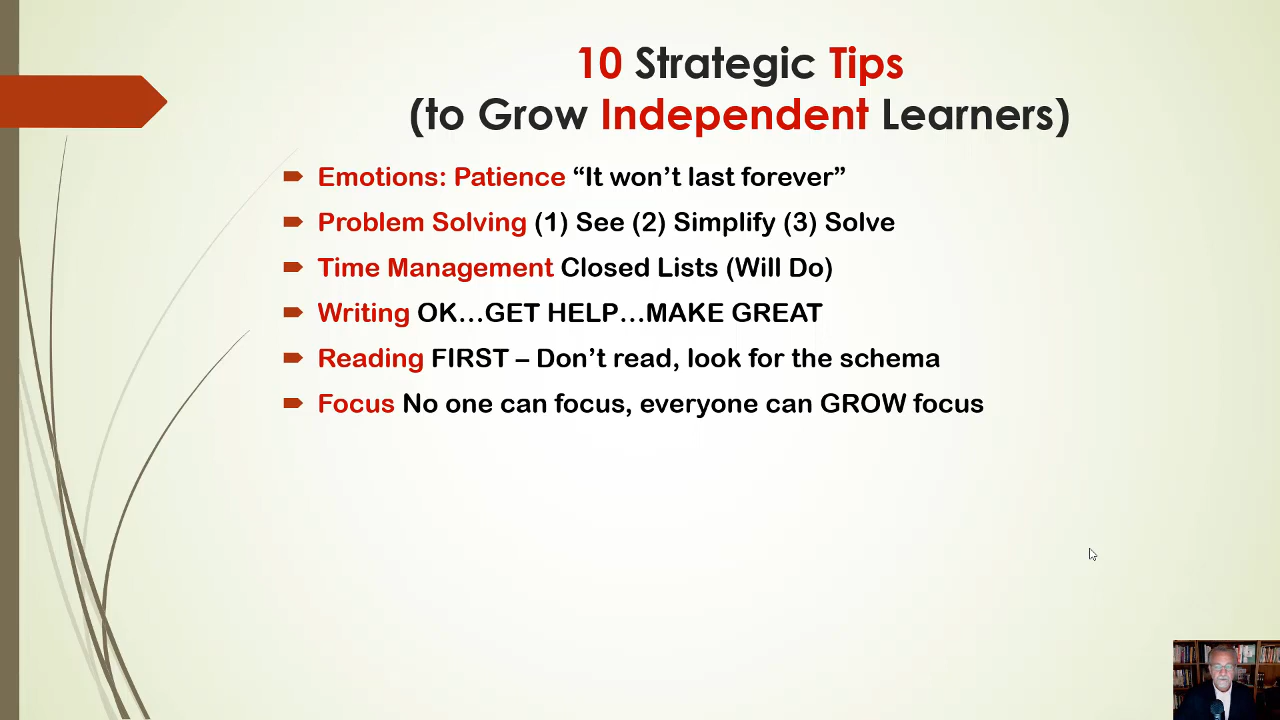 10 Strategic Tips
(to Grow Independent Learners)
Emotions: Patience “It won’t last forever”
Problem Solving (1) See (2) Simplify (3) Solve
Time Management Closed Lists (Will Do)
Writing OK…GET HELP…MAKE GREAT
Reading FIRST – Don’t read, look for the schema
Focus No one can focus, everyone can GROW focus